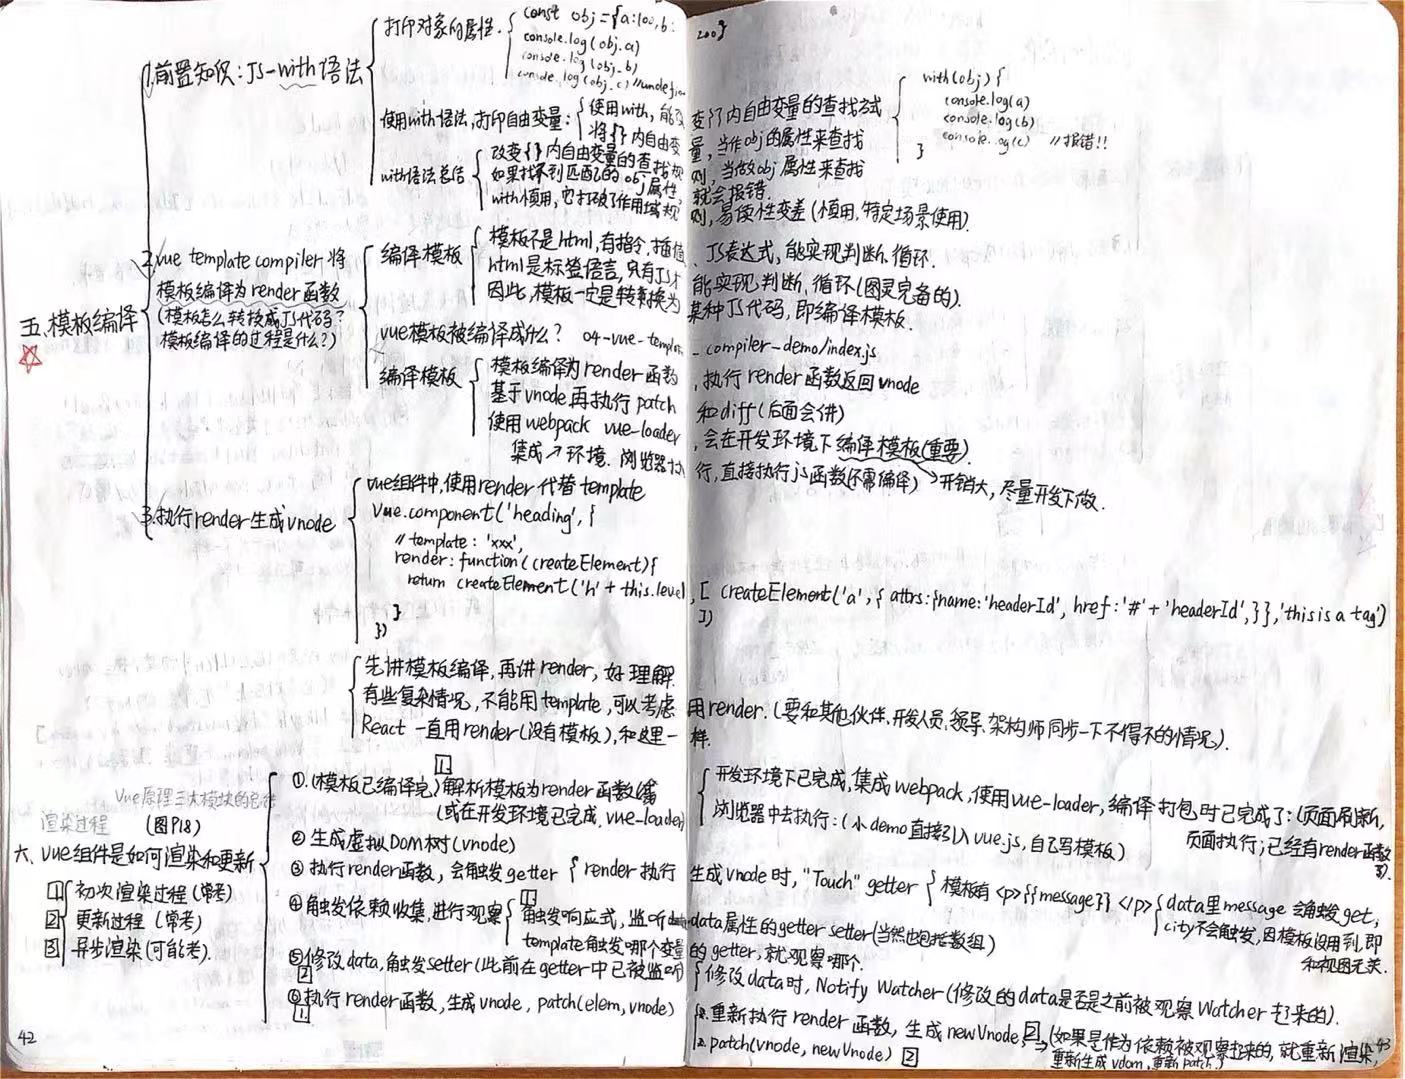 五、模板编译
1.前置知识：JS-with语法
打印对象的属性.
const obj={a:100,b:200}
console.log(obj.a)
console.log(obj.b)
console.log(obj.c) //undefin
使用with语法,打印自由变量：
使用with，能改变{}内自由变量的查找方式
将{}内自由变量，当作obj的属性来查找
with(obj){
console.log(a)
console.log(b)
console.log(c) //报错!!
}
with语法总结
改变{}内自由变量的查找规则，当做obj属性来查找
如果找不到匹配的obj属性，就会报错.
with慎用，它打破了作用域规则，易读性变差(慎用,特定场景使用).
2.vue template compiler将
模板编译为render函数
(模板怎么转换成JS代码？
模板编译的过程是什么？)
编译模板
模板不是html,有指令,插值、JS表达式，能实现判断、循环.
html是标签语言,只有JS才能实现判断、循环(图灵完备的).
因此,模板一定是转换为某种JS代码，即编译模板.
vue模板被编译成什么？ 04-vue-template-compiler-demo/index.js
编译模板
模板编译为render函数，执行render函数返回vnode
基于vnode再执行patch和diff(后面会讲)
使用webpack vue-loader，会在开发环境下编译模板(重要).
集成↗环境.
行,直接执行js函数(不需编译)→开销大，尽量开发下做.
3.执行render生成vnode
vue组件中,使用render代替template
Vue.component('heading',{
//template：'xxx',
render:function(createElement){
return createElement('h'+this.level,[ createElement('a',{attrs:{name:'headerId', href:'#'+'headerId',}},'this is a tag')
])
}
})
先讲模板编译，再讲render，好理解.
有些复杂情况，不能用template，可以考虑用render.(要和其他伙伴、开发人员、领导、架构师同步一下不得不的情况).
React一直用render(没有模板),和这里一样.
Vue原理三大模块的总结
渲染过程 (图P18)
六、vue组件是如何渲染和更新
1 初次渲染过程(常考)
2 更新过程 (常考)
3 异步渲染(可能考).
1
①.(模板已编译完)解析模板为render函数
(或在开发环境已完成,vue-loader)
开发环境下已完成,集成webpack,使用vue-loader,编译打包时已完成了:(页面刷新,
页面执行;已经有render函数了).
浏览器中去执行:(小demo直接引入vue.js,自己写模板)
②生成虚拟DOM树(vnode)
③执行render函数，会触发getter
render执行生成vnode时,"Touch" getter
模板有<p>{{message}}</p>
data里message会触发get,
city不会触发,因模板没用到,即
和视图无关.
④触发依赖收集,进行观察
1
触发响应式，监听data属性的getter setter(当然也包括数组)
template触发哪个变量的getter,就观察哪个.
⑤修改data,触发setter(此前在getter中已被监听)
2
修改data时，Notify Watcher(修改的data是否是之前被观察Watcher起来的).
⑥执行render函数，生成vnode，patch(elem,vnode)
1
1.重新执行render函数，生成newVnode 2 →(如果是作为依赖被观察起来的,就重新渲染,
重新生成vdom,重新patch.)
2.patch(vnode,newVnode) 2
42
43